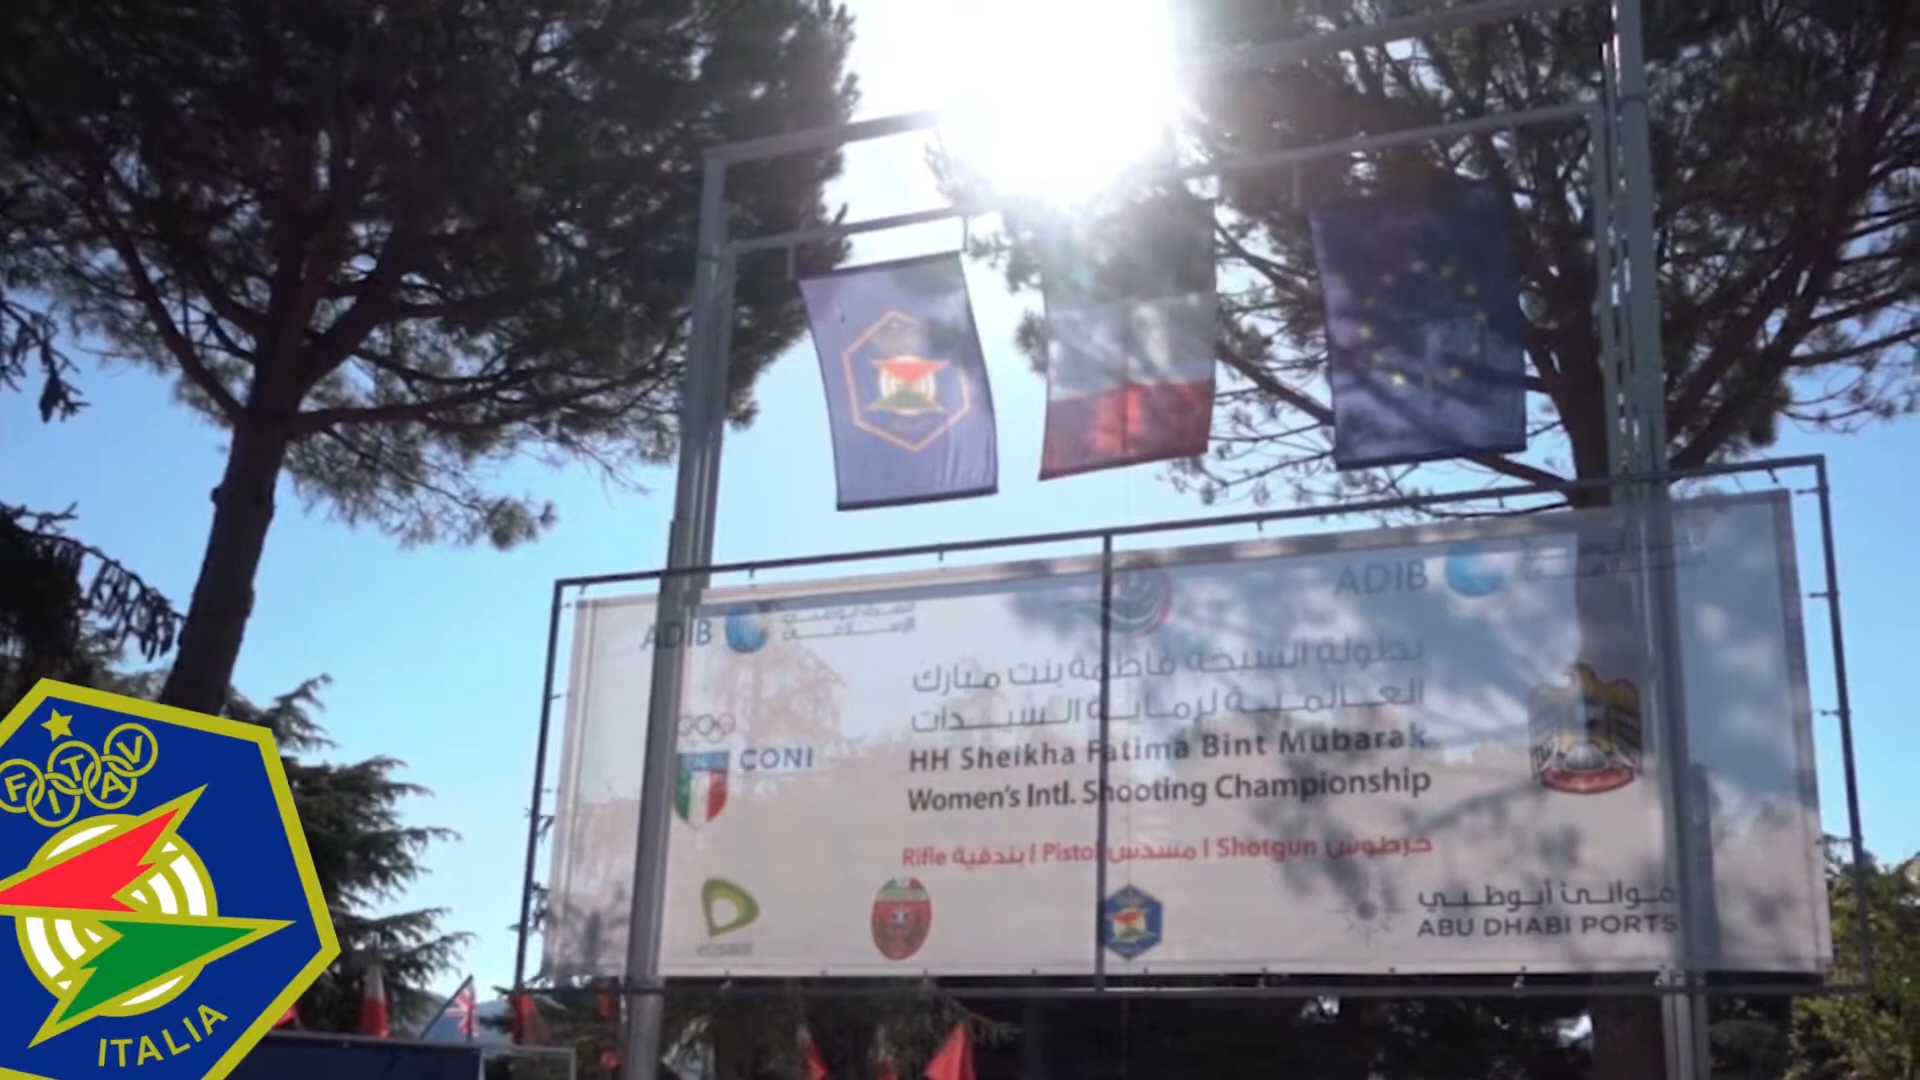 ADIB
ADIB
بطولة الشيخة فاطمة بنت مبارك
العالمية لرماية السيدات
HH Sheikha Fatima Bint Mubarak
Women's Intl. Shooting Championship
CONI
Rifle بندقية | Pistol مسدس | Shotgun خرطوش
موانئ أبوظبي
ABU DHABI PORTS
FITAV
ITALIA